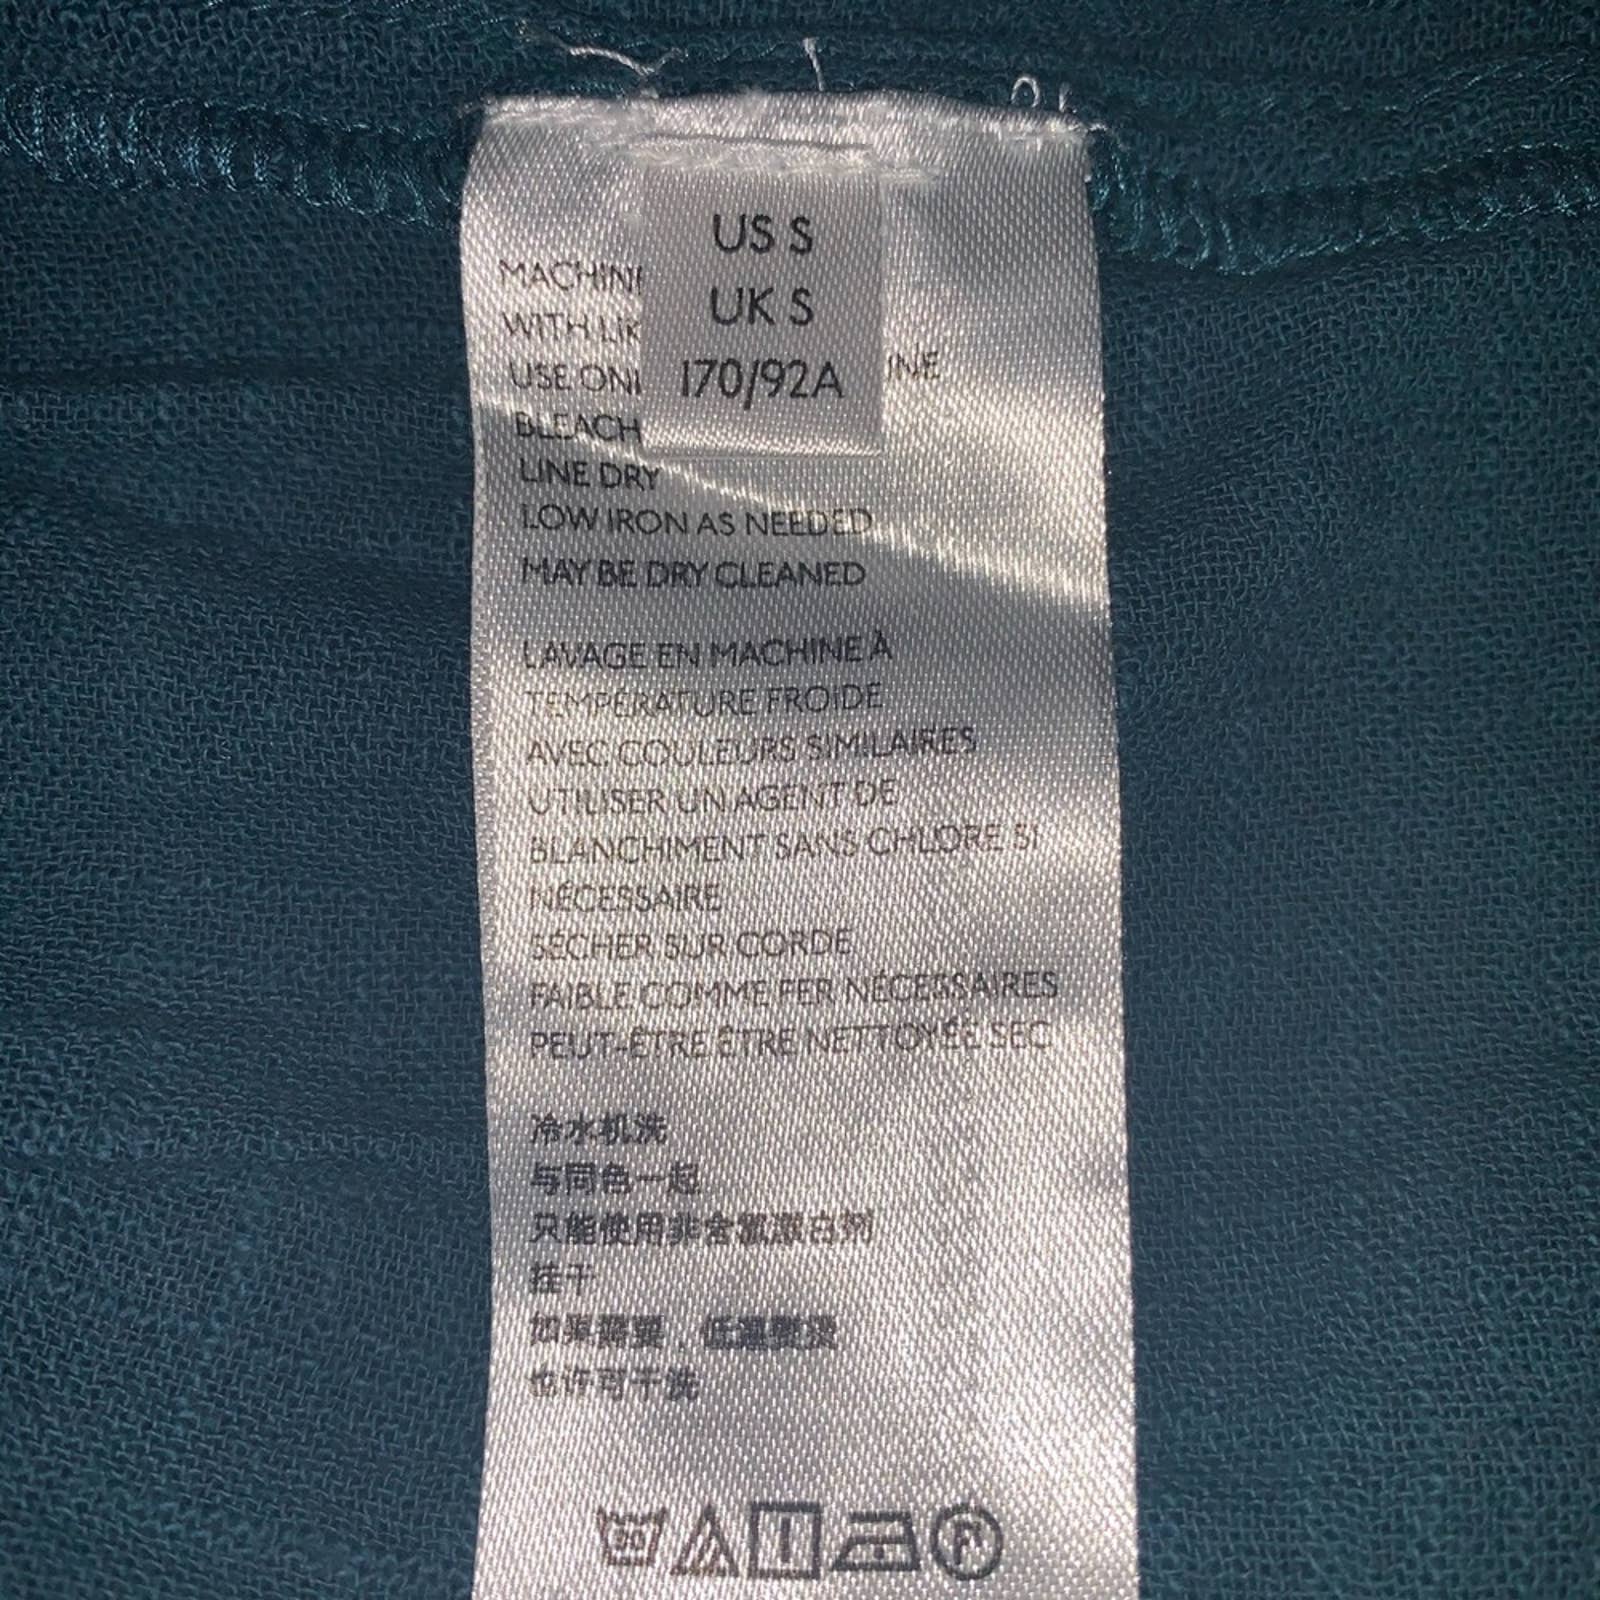 US S
UK S
170/92A
MACHIN
WITH LIK
USE ONL
INE
BLEACH
LINE DRY
LOW IRON AS NEEDED
MAY BE DRY CLEANED
LAVAGE EN MACHINE À
TEMPÉRATURE FROIDE
AVEC COULEURS SIMILAIRES
UTILISER UN AGENT DE
BLANCHIMENT SANS CHLORE SI
NÉCESSAIRE
SÉCHER SUR CORDE
FAIBLE COMME FER NÉCESSAIRES
PEUT-ÊTRE ÊTRE NETTOYÉE SEC
冷水机洗
与同色一起
只能使用非含氯漂白剂
挂干
如果需要，低温熨烫
也许可干洗
30
P